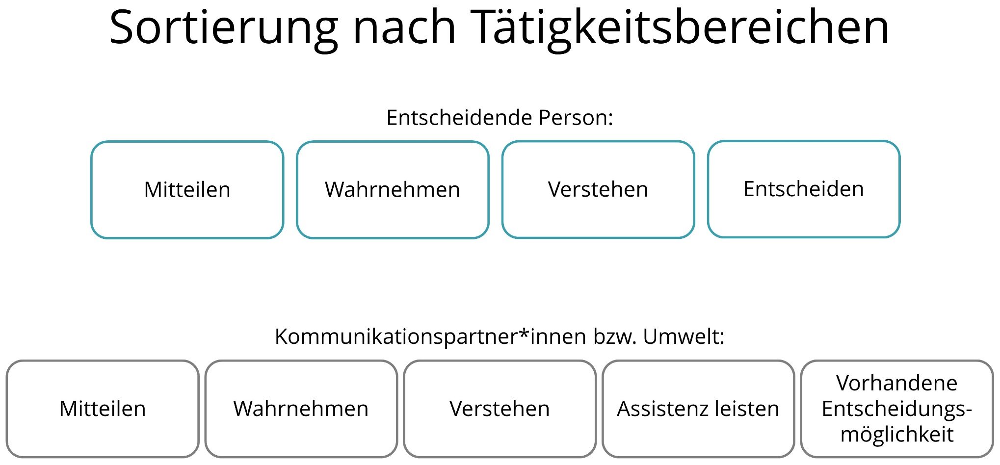 Sortierung nach Tätigkeitsbereichen
Entscheidende Person:
Mitteilen
Wahrnehmen
Verstehen
Entscheiden
Kommunikationspartner*innen bzw. Umwelt:
Mitteilen
Wahrnehmen
Verstehen
Assistenz leisten
Vorhandene
Entscheidungs-
möglichkeit